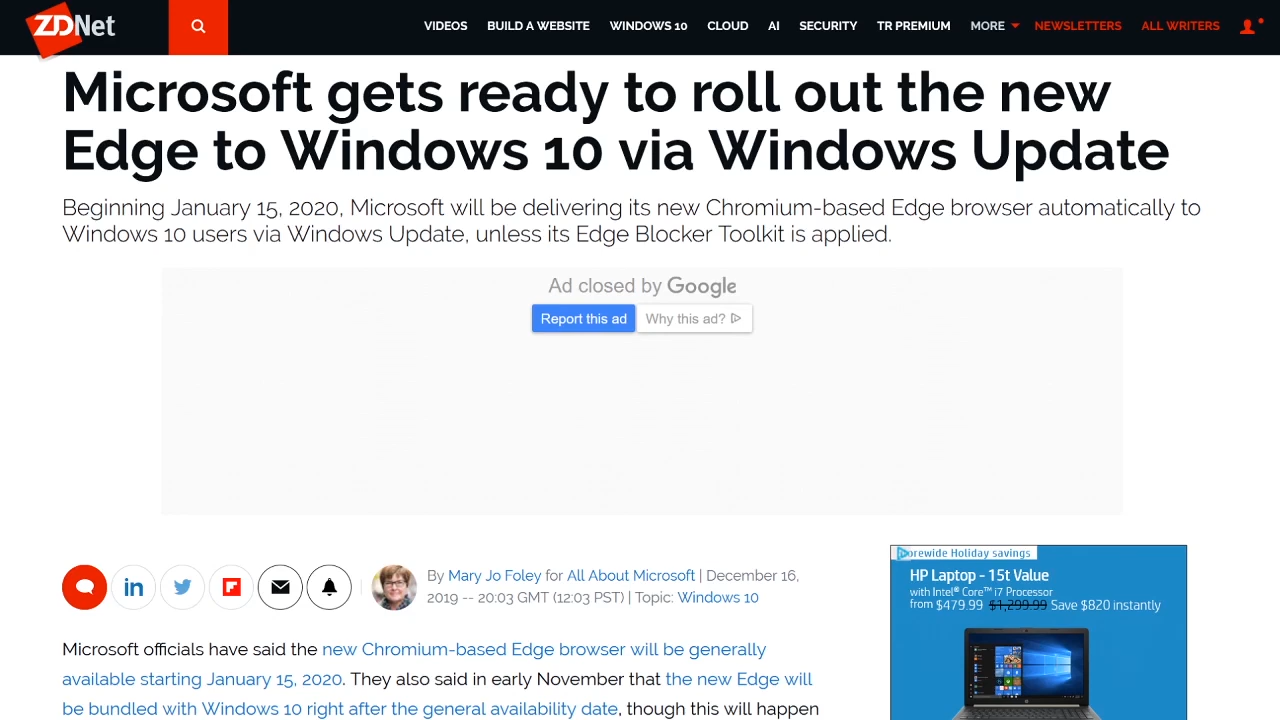 ZDNet
VIDEOS BUILD A WEBSITE WINDOWS 10 CLOUD AI SECURITY TR PREMIUM MORE NEWSLETTERS ALL WRITERS
Microsoft gets ready to roll out the new
Edge to Windows 10 via Windows Update
Beginning January 15, 2020, Microsoft will be delivering its new Chromium-based Edge browser automatically to
Windows 10 users via Windows Update, unless its Edge Blocker Toolkit is applied.
Ad closed by Google
Report this ad Why this ad?
By Mary Jo Foley for All About Microsoft | December 16,
2019 -- 20:03 GMT (12:03 PST) | Topic: Windows 10
Microsoft officials have said the new Chromium-based Edge browser will be generally
available starting January 15, 2020. They also said in early November that the new Edge will
be bundled with Windows right after the general availability date, though this will happen
orewide Holiday savings
HP Laptop - 15t Value
with Intel® Core™ i7 Processor
from $479.99 $1,299.99 Save $820 instantly